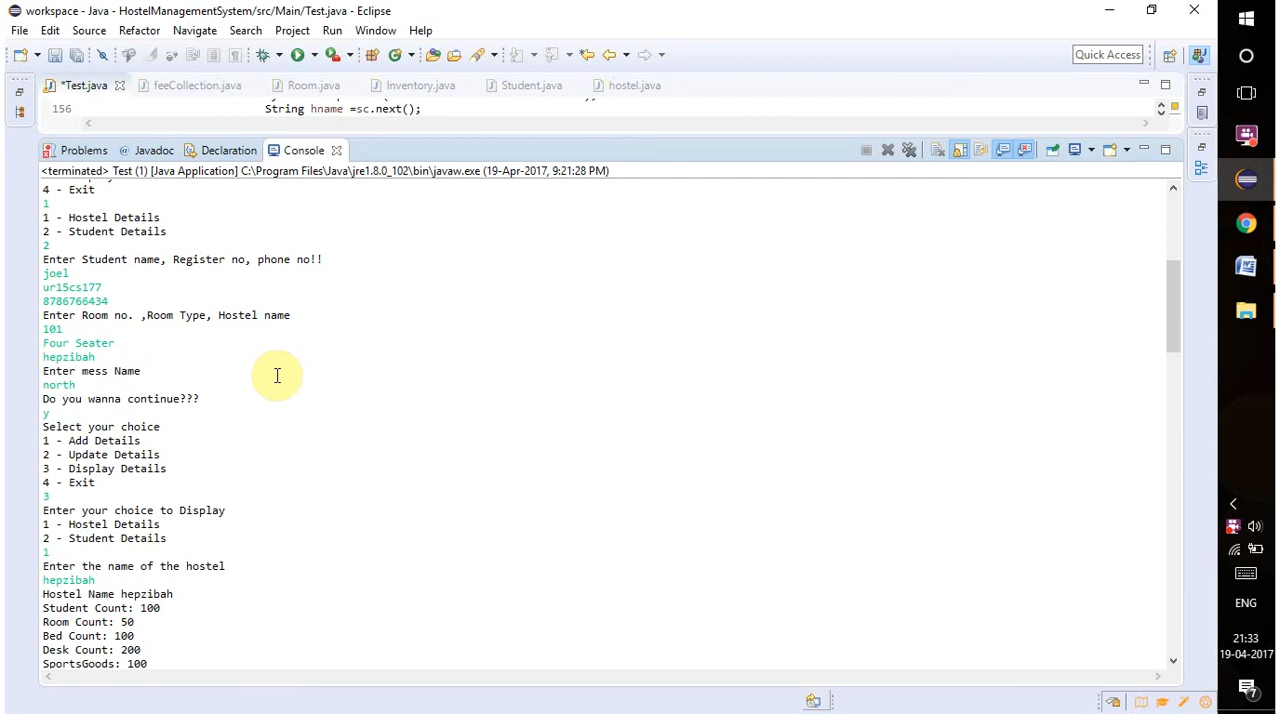 workspace - Java - HostelManagementSystem/src/Main/Test.java - Eclipse
File Edit Source Refactor Navigate Search Project Run Window Help
Quick Access
*Test.java feeCollection.java Room.java Inventory.java Student.java hostel.java
156 String hname =sc.next();
Problems Javadoc Declaration Console
<terminated> Test (1) [Java Application] C:\Program Files\Java\jre1.8.0_102\bin\javaw.exe (19-Apr-2017, 9:21:28 PM)
4 - Exit
1
1 - Hostel Details
2 - Student Details
2
Enter Student name, Register no, phone no!!
joel
ur15cs177
8786766434
Enter Room no. ,Room Type, Hostel name
101
Four Seater
hepzibah
Enter mess Name
north
Do you wanna continue???
y
Select your choice
1 - Add Details
2 - Update Details
3 - Display Details
4 - Exit
3
Enter your choice to Display
1 - Hostel Details
2 - Student Details
1
Enter the name of the hostel
hepzibah
Hostel Name hepzibah
Student Count: 100
Room Count: 50
Bed Count: 100
Desk Count: 200
SportsGoods: 100
ENG
21:33
19-04-2017
7